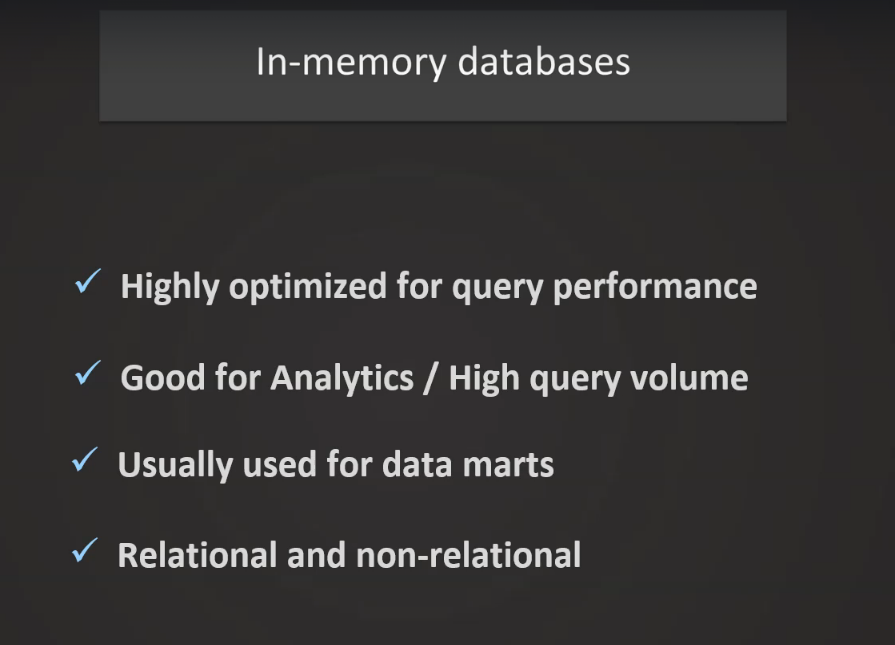 In-memory databases
Highly optimized for query performance
Good for Analytics / High query volume
Usually used for data marts
Relational and non-relational